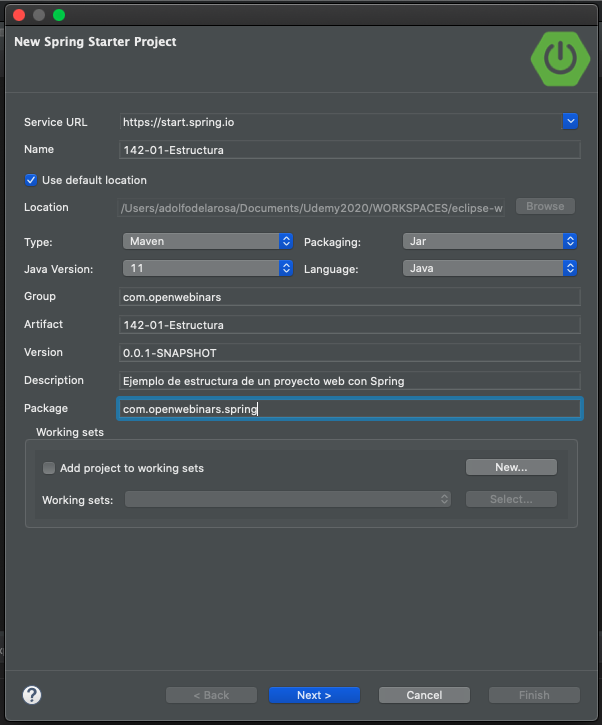 New Spring Starter Project
Service URL https://start.spring.io
Name 142-01-Estructura
Use default location
Location /Users/adolfodelarosa/Documents/Udemy2020/WORKSPACES/eclipse-w Browse
Type: Maven Packaging: Jar
Java Version: 11 Language: Java
Group com.openwebinars
Artifact 142-01-Estructura
Version 0.0.1-SNAPSHOT
Description Ejemplo de estructura de un proyecto web con Spring
Package com.openwebinars.spring
Working sets
Add project to working sets New...
Working sets: Select...
? < Back Next > Cancel Finish